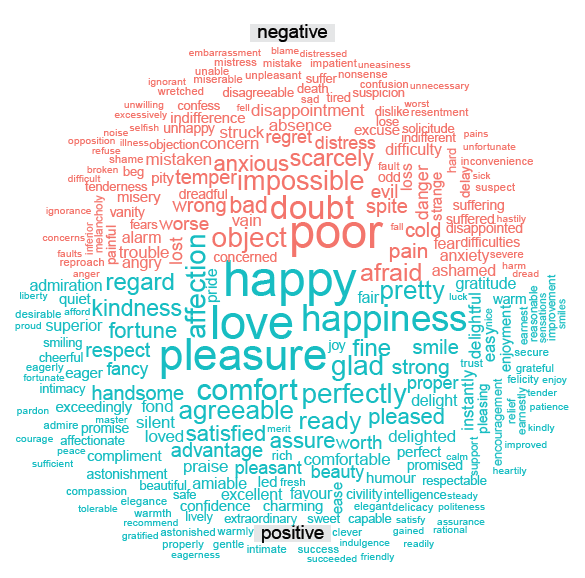 negative
embarrassment blame distressed
mistress mistake impatient uneasiness
unable miserable unpleasant suffer nonsense
ignorant disagreeable death confusion unnecessary
wretched sad tired suspicion
unwilling confess fell disappointment dislike worst
excessively indifference absence lose resentment
noise selfish unhappy struck regret excuse solicitude
opposition illness objection concern distress indifferent pains
refuse mistaken anxious scarcely difficulty hard unfortunate
shame temper impossible fault loss inconvenience
broken beg pity odd danger delay sick
difficult tenderness dreadful evil strange suspect
misery wrong bad doubt spite suffering
ignorance melancholy vanity vain fall suffered hastily
fears worse poor cold disappointed
concerns inferior painful alarm lost object pain fear difficulties
faults trouble concerned anxiety severe
reproach angry afraid ashamed harm
anger dread
admiration regard affection pride happy fair pretty gratitude
liberty quiet luck warm
desirable afford kindness love happiness delightful reasonable sensations improvement smiles
proud superior fortune earnest
smiling joy fine smile easy nice enjoyment
cheerful respect pleasure glad secure
eagerly eager fancy strong trust grateful
fortunate felicity enjoy
intimacy handsome comfort perfectly proper instantly tender
exceedingly fond agreeable delight pleasing relief earnestly patience
pardon master ready pleased
admire promise silent merit encouragement kindly
courage affectionate loved satisfied assure worth delighted
peace advantage rich perfect calm improved
sufficient compliment comfortable support
astonishment praise pleasant beauty promised heartily
compassion beautiful amiable led fresh humour respectable
elegance safe excellent favour ease civility intelligence steady
tolerable warmth confidence charming elegant delicacy politeness
recommend lively extraordinary sweet capable satisfy assurance
gratified astonished warmly positive clever gained rational
properly gentle indulgence readily
eagerness intimate success friendly
succeeded